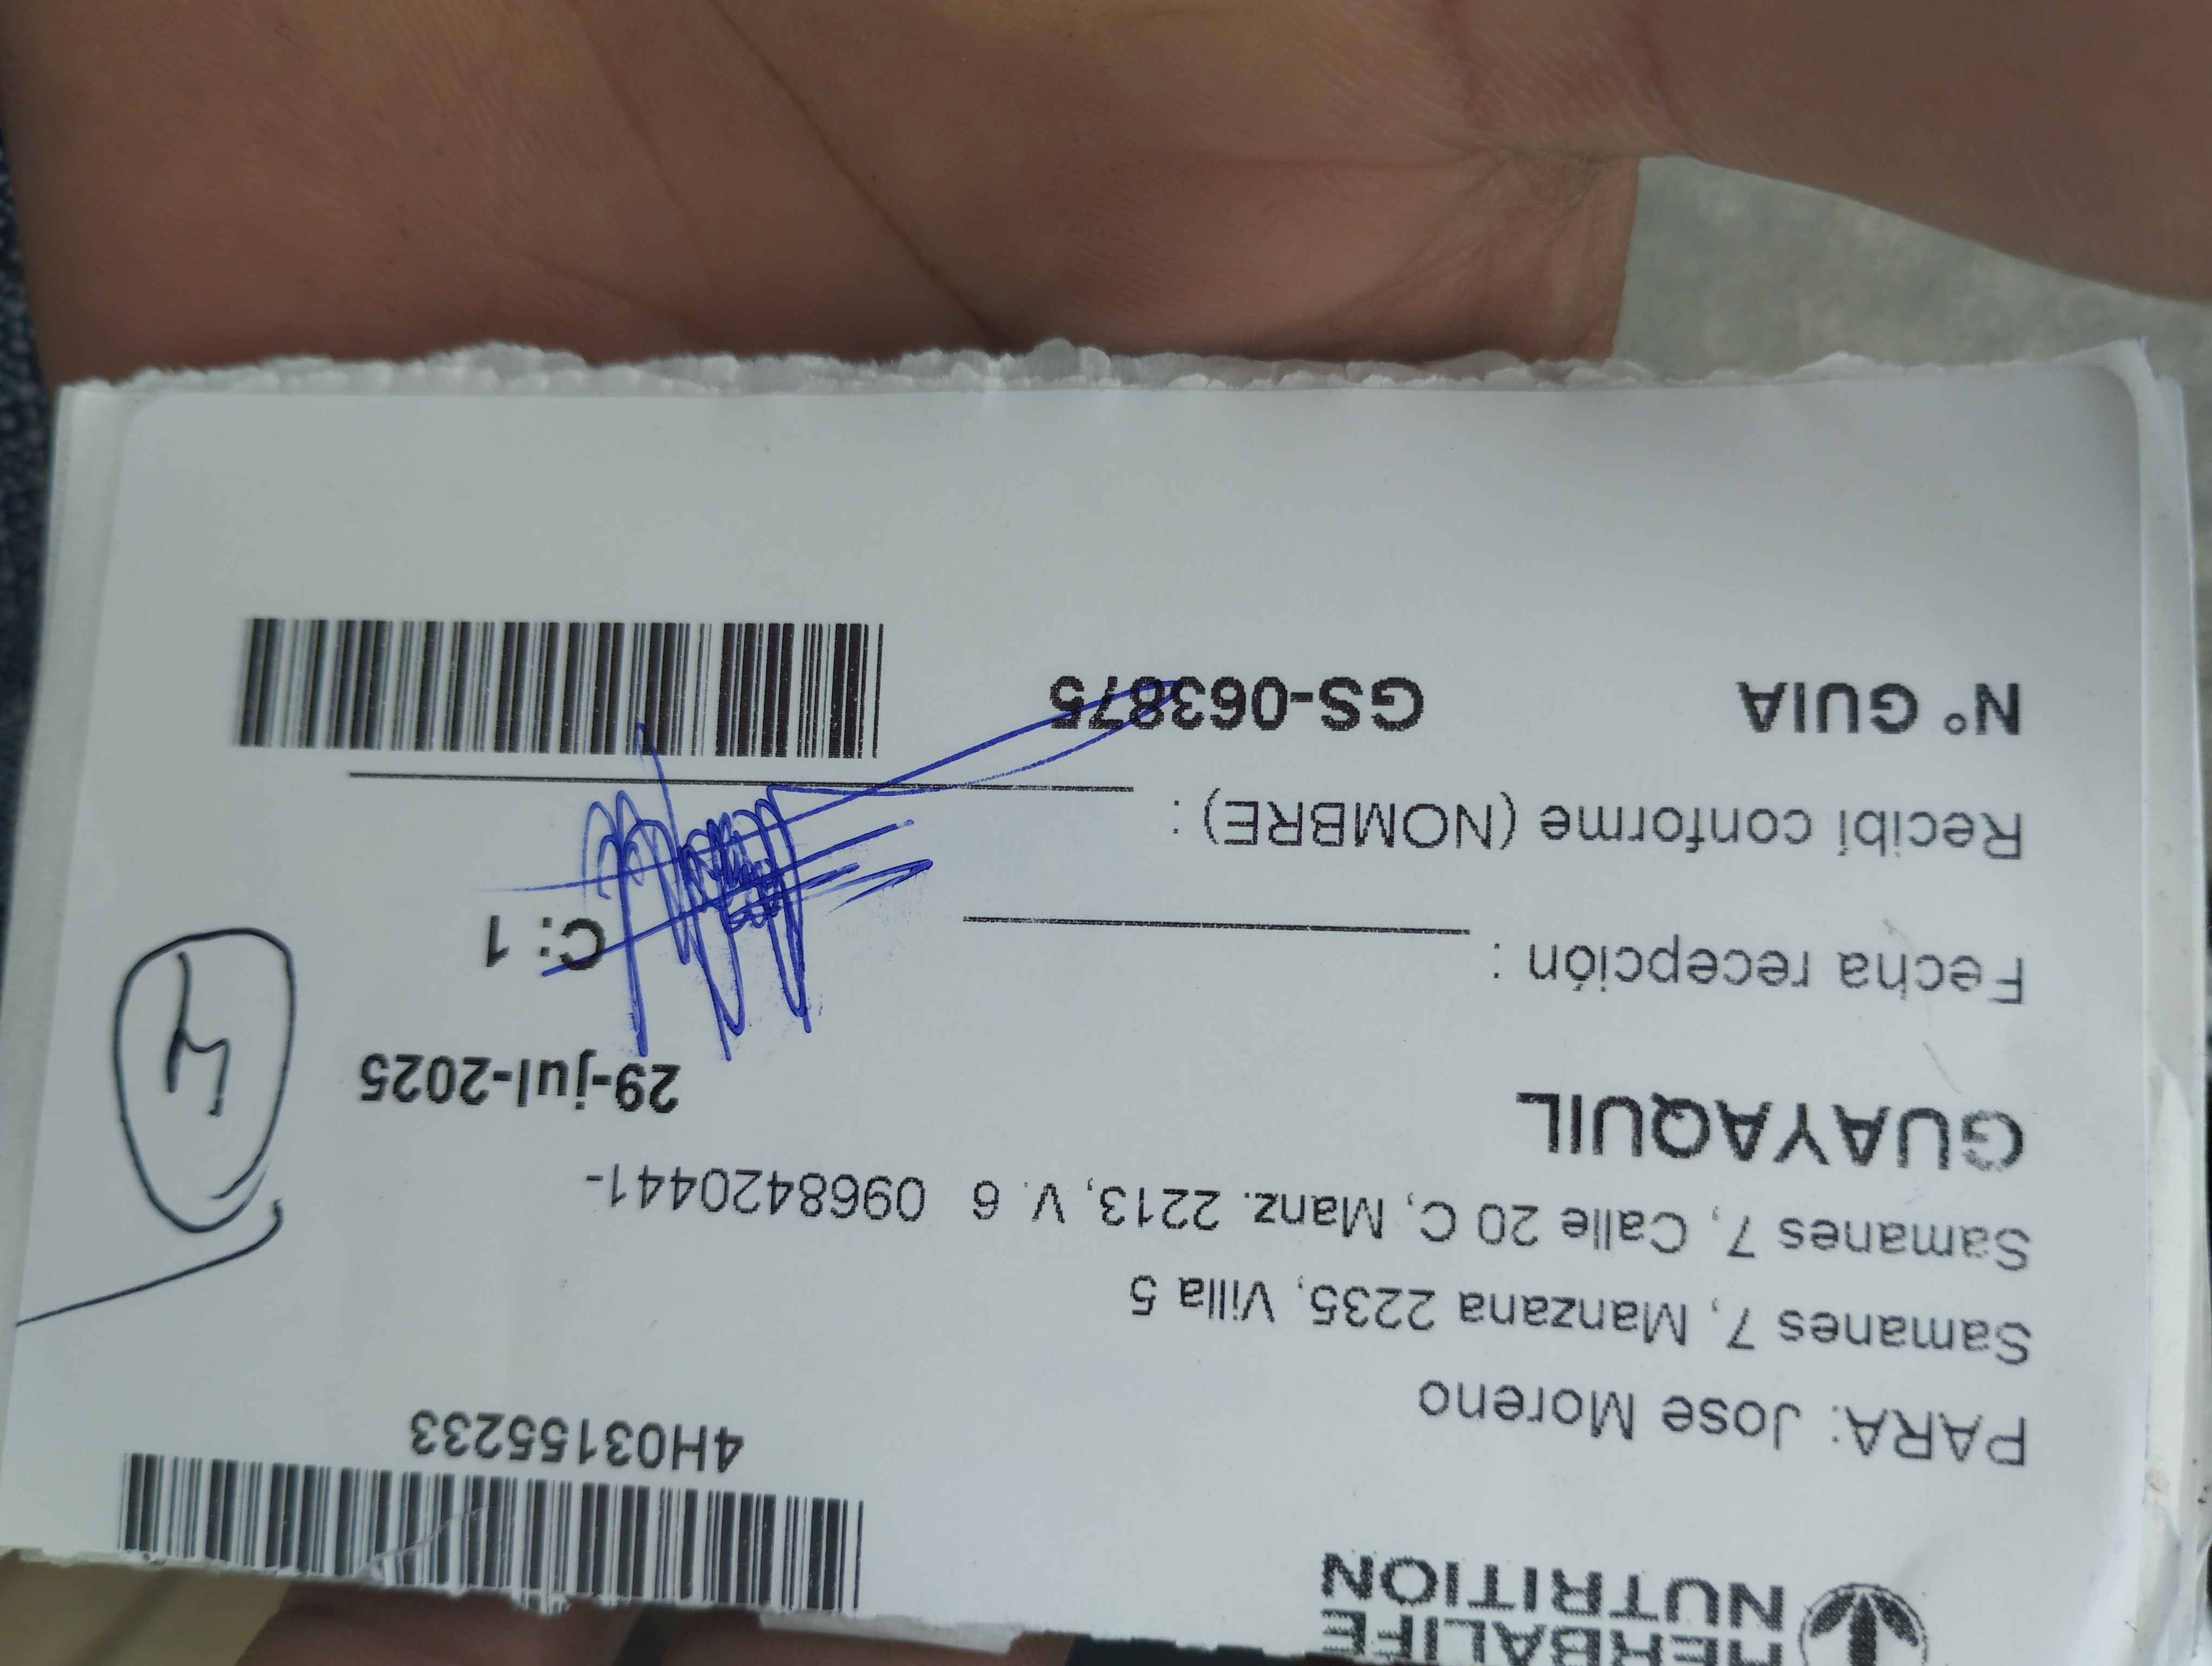 HERBALIFE
NUTRITION
4H03155233
PARA: Jose Moreno
Samanes 7, Manzana 2235, Villa 5
Samanes 7, Calle 20 C, Manz. 2213, V. 6 0968420441-
GUAYAQUIL
29-jul-2025
4
Fecha recepción :
C: 1
Recibí conforme (NOMBRE) :
N° GUIA GS-063875